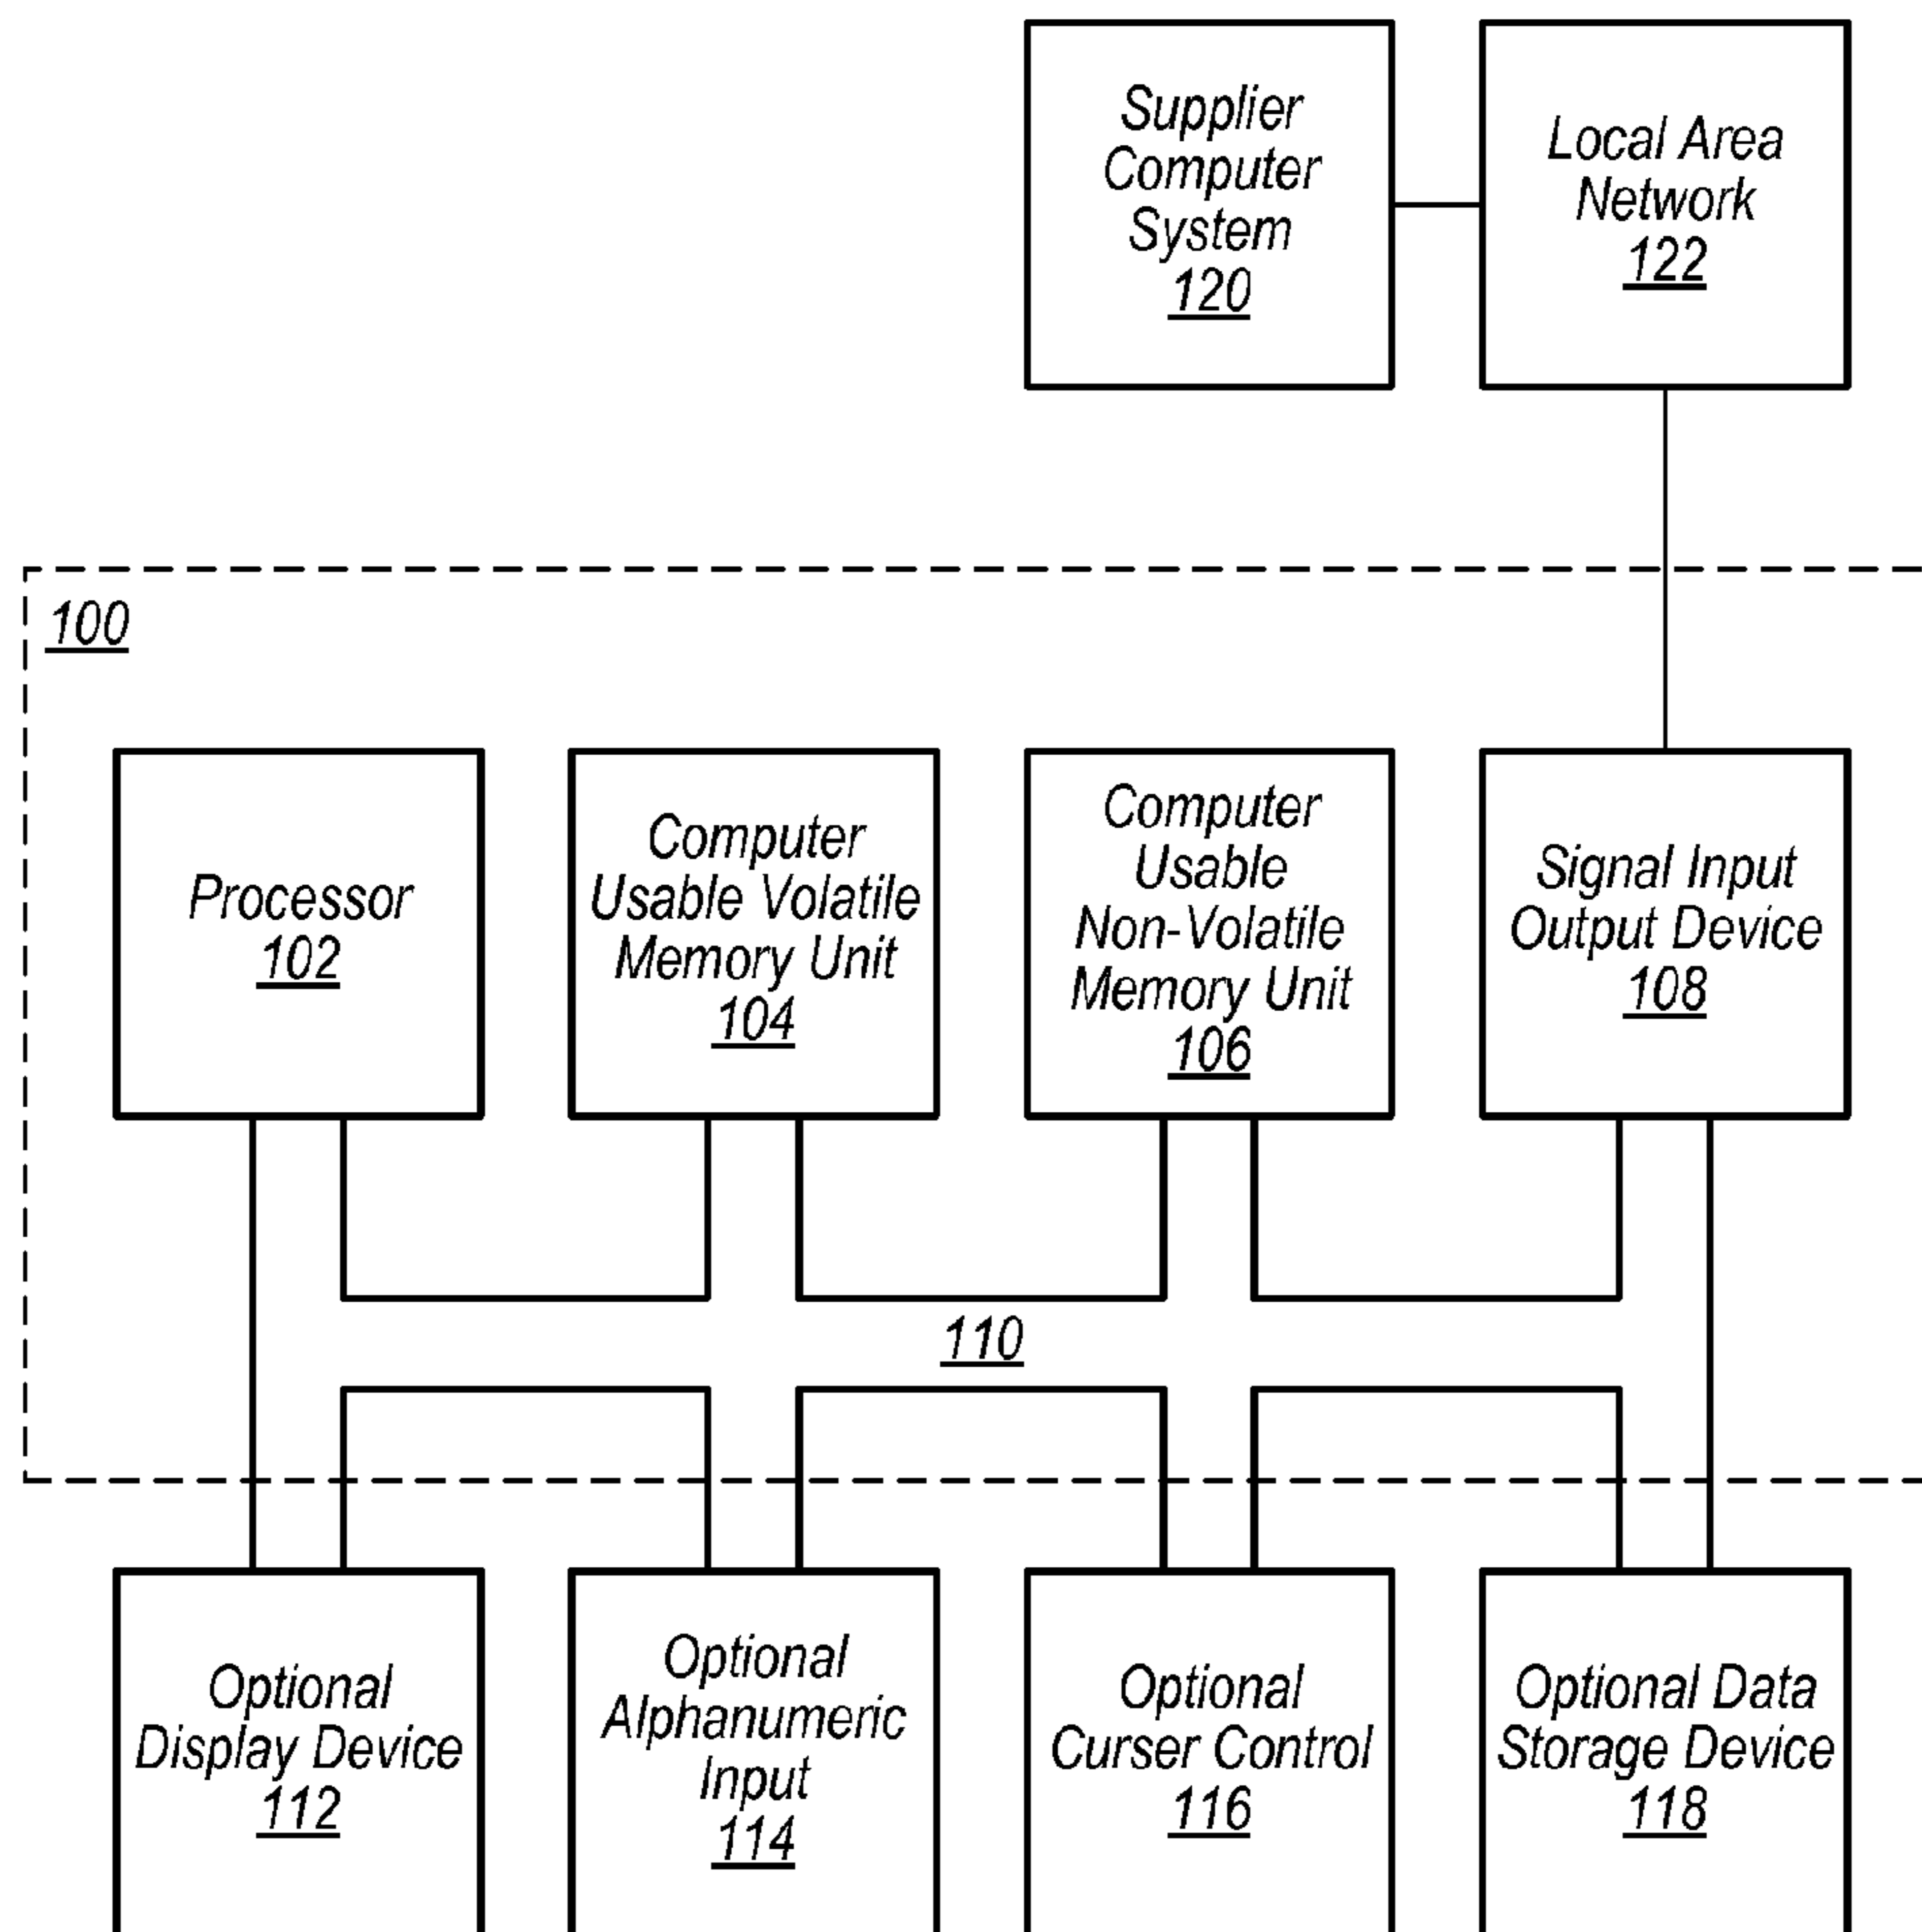 Supplier
Computer
System
120
Local Area
Network
122
100
Processor
102
Computer
Usable Volatile
Memory Unit
104
Computer
Usable
Non-Volatile
Memory Unit
106
Signal Input
Output Device
108
110
Optional
Display Device
112
Optional
Alphanumeric
Input
114
Optional
Curser Control
116
Optional Data
Storage Device
118